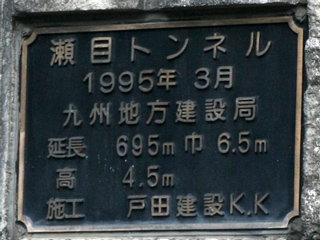 瀬目トンネル
1995年 3月
九州地方建設局
延長 695m 巾 6.5m
高 4.5m
施工 戸田建設K.K